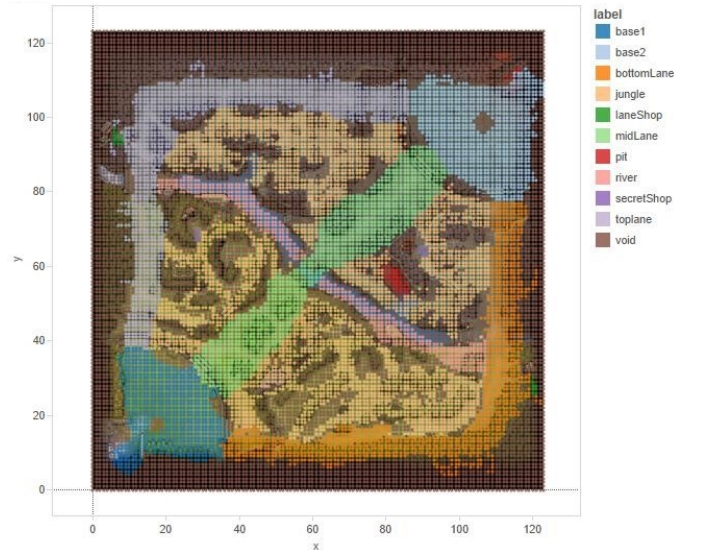 label
base1
base2
bottomLane
jungle
laneShop
midLane
pit
river
secretShop
toplane
void
120
100
80
60
40
20
0
y
0 20 40 60 80 100 120
x